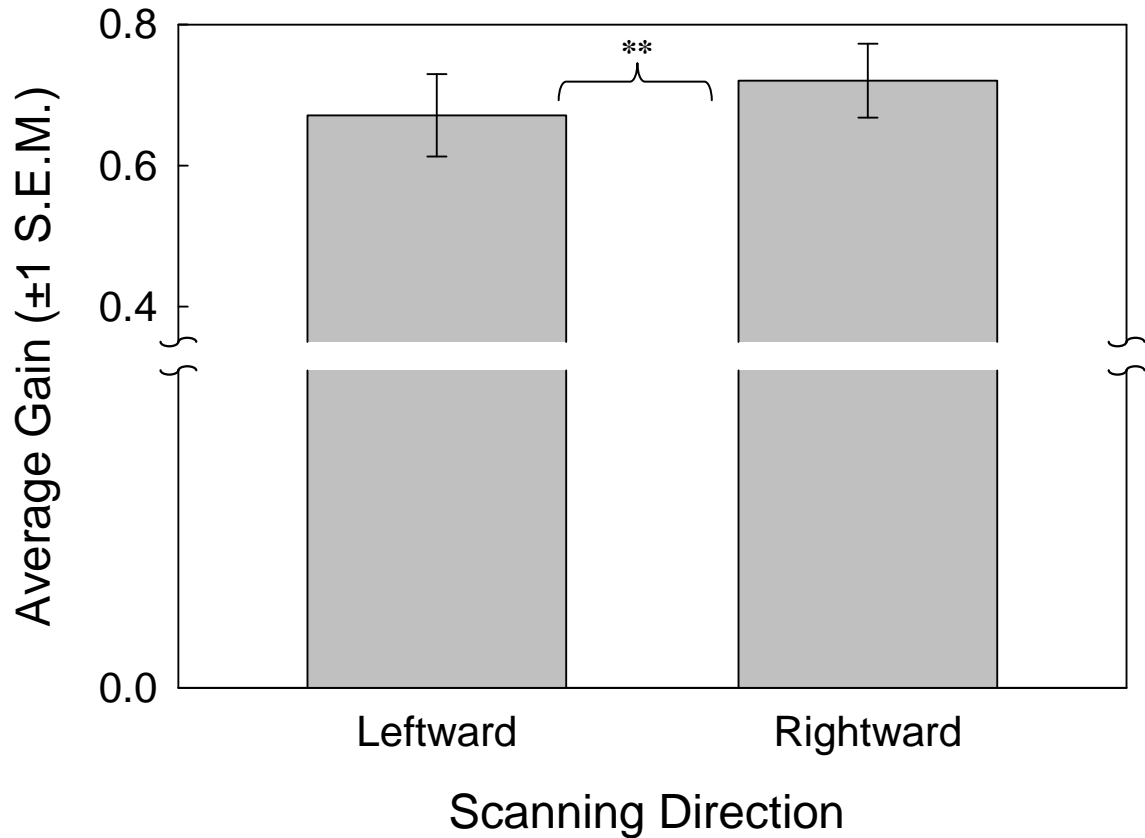 0.8
**
0.6
0.4
0.0
Average Gain (±1 S.E.M.)
Leftward
Rightward
Scanning Direction